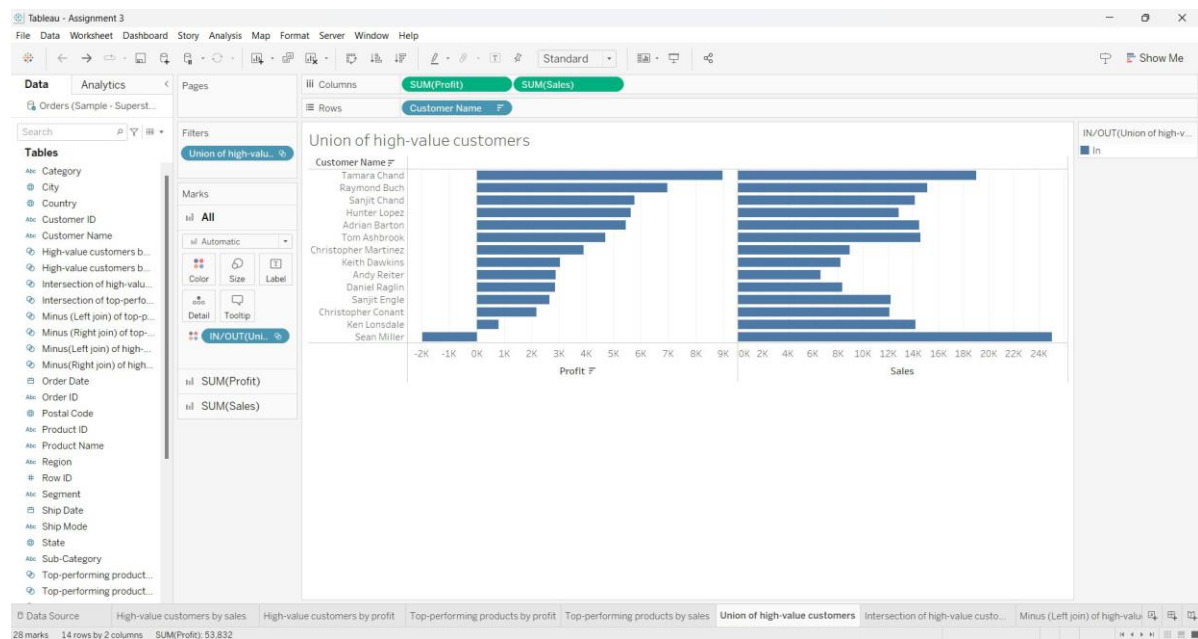 Tableau - Assignment 3
File Data Worksheet Dashboard Story Analysis Map Format Server Window Help
Standard
Show Me
Data Analytics
Orders (Sample - Superst...
Search
Tables
Abc Category
City
Country
Abc Customer ID
Abc Customer Name
High-value customers b...
High-value customers b...
Intersection of high-valu...
Intersection of top-perfo...
Minus (Left join) of top-p...
Minus (Right join) of top-...
Minus(Left join) of high-...
Minus(Right join) of high...
Order Date
Abc Order ID
Postal Code
Abc Product ID
Abc Product Name
Abc Region
# Row ID
Abc Segment
Ship Date
Abc Ship Mode
State
Abc Sub-Category
Top-performing product...
Top-performing product...
Pages
Filters
Union of high-valu..
Marks
All
Automatic
Color Size Label
Detail Tooltip
IN/OUT(Uni..
SUM(Profit)
SUM(Sales)
Columns SUM(Profit) SUM(Sales)
Rows Customer Name
Union of high-value customers
Customer Name
Tamara Chand
Raymond Buch
Sanjit Chand
Hunter Lopez
Adrian Barton
Tom Ashbrook
Christopher Martinez
Keith Dawkins
Andy Reiter
Daniel Raglin
Sanjit Engle
Christopher Conant
Ken Lonsdale
Sean Miller
-2K -1K 0K 1K 2K 3K 4K 5K 6K 7K 8K 9K 0K 2K 4K 6K 8K 10K 12K 14K 16K 18K 20K 22K 24K
Profit Sales
IN/OUT(Union of high-v...
In
Data Source High-value customers by sales High-value customers by profit Top-performing products by profit Top-performing products by sales Union of high-value customers Intersection of high-value custo... Minus (Left join) of high-valu
28 marks 14 rows by 2 columns SUM(Profit): 53,832